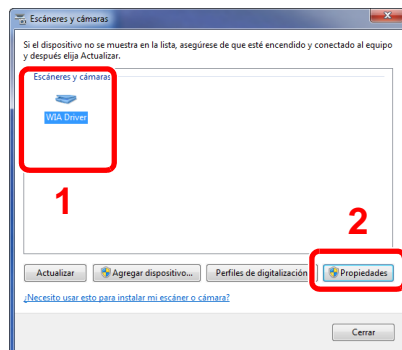 Escáneres y cámaras
Si el dispositivo no se muestra en la lista, asegúrese de que esté encendido y conectado al equipo
y después elija Actualizar.
Escáneres y cámaras
WIA Driver
1
2
Actualizar
Agregar dispositivo...
Perfiles de digitalización
Propiedades
¿Necesito usar esto para instalar mi escáner o cámara?
Cerrar